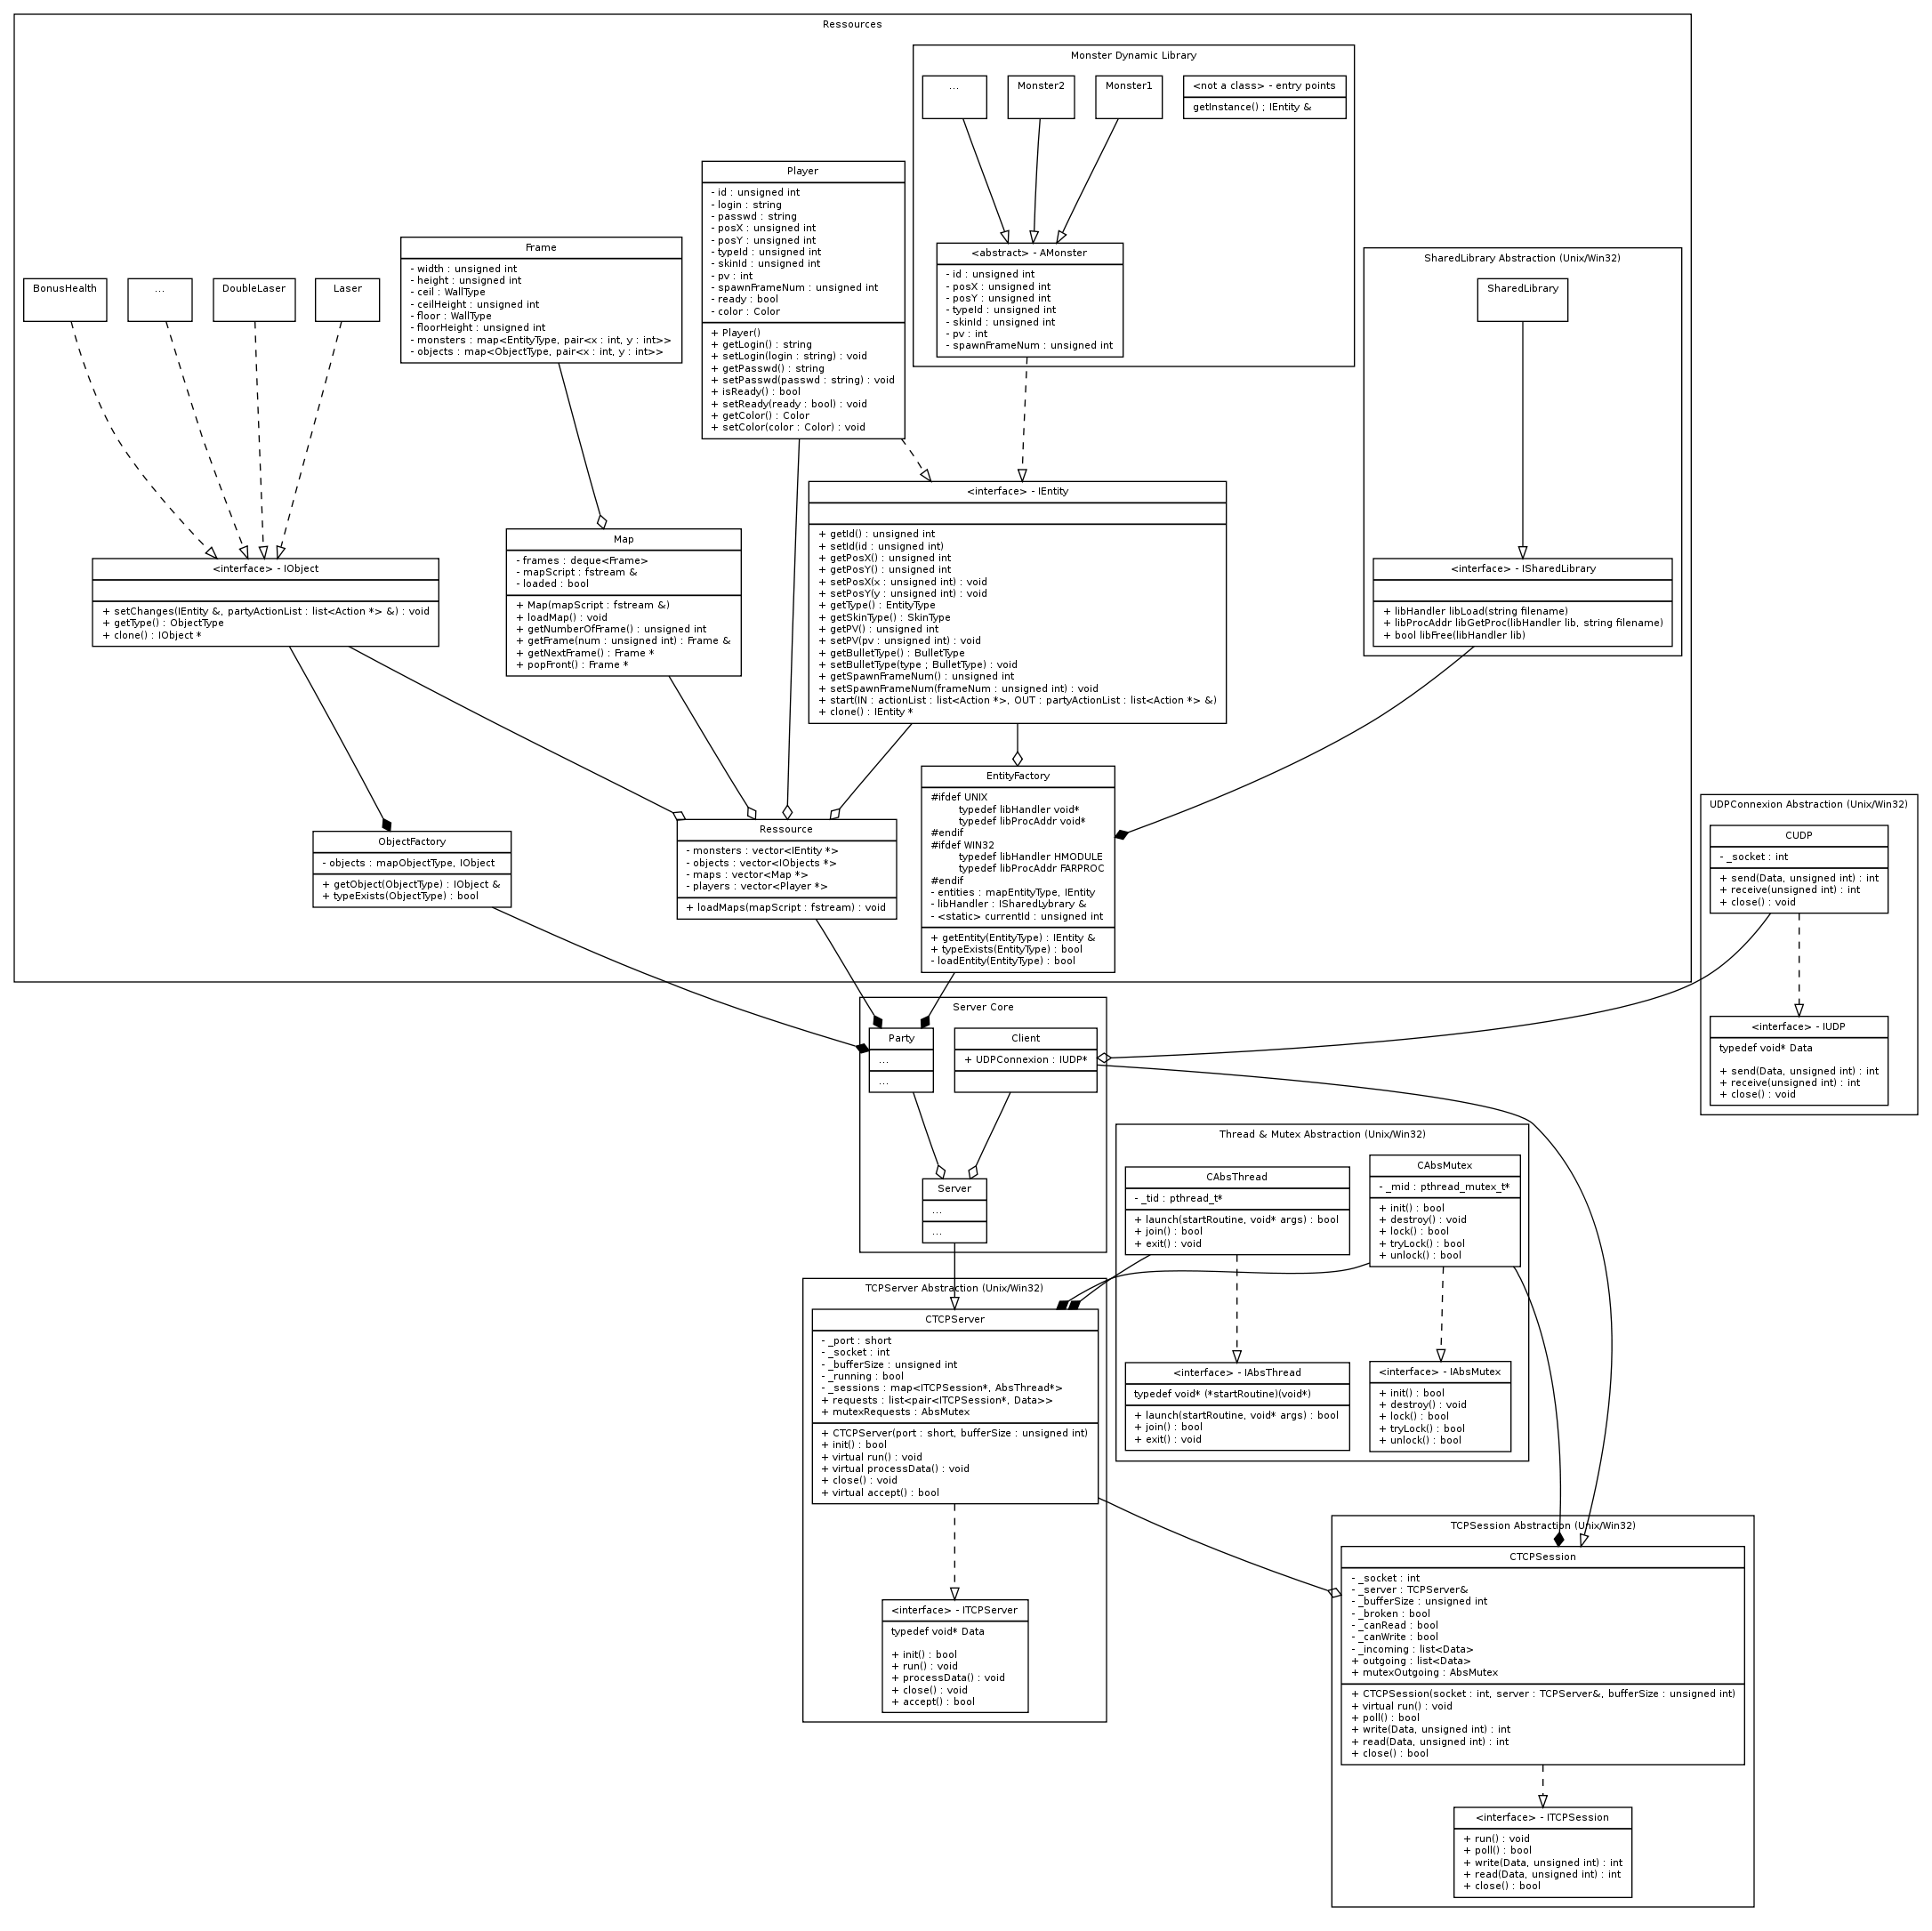 Ressources
Monster Dynamic Library
...
Monster2
Monster1
<not a class> - entry points
getInstance() ; IEntity &
Player
- id : unsigned int
- login : string
- passwd : string
- posX : unsigned int
- posY : unsigned int
- typeId : unsigned int
- skinId : unsigned int
- pv : int
- spawnFrameNum : unsigned int
- ready : bool
- color : Color
+ Player()
+ getLogin() : string
+ setLogin(login : string) : void
+ getPasswd() : string
+ setPasswd(passwd : string) : void
+ isReady() : bool
+ setReady(ready : bool) : void
+ getColor() : Color
+ setColor(color : Color) : void
Frame
- width : unsigned int
- height : unsigned int
- ceil : WallType
- ceilHeight : unsigned int
- floor : WallType
- floorHeight : unsigned int
- monsters : map<EntityType, pair<x : int, y : int>>
- objects : map<ObjectType, pair<x : int, y : int>>
<abstract> - AMonster
- id : unsigned int
- posX : unsigned int
- posY : unsigned int
- typeId : unsigned int
- skinId : unsigned int
- pv : int
- spawnFrameNum : unsigned int
SharedLibrary Abstraction (Unix/Win32)
SharedLibrary
BonusHealth
...
DoubleLaser
Laser
<interface> - IEntity
+ getId() : unsigned int
+ setId(id : unsigned int)
+ getPosX() : unsigned int
+ getPosY() : unsigned int
+ setPosX(x : unsigned int) : void
+ setPosY(y : unsigned int) : void
+ getType() : EntityType
+ getSkinType() : SkinType
+ getPV() : unsigned int
+ setPV(pv : unsigned int) : void
+ getBulletType() : BulletType
+ setBulletType(type ; BulletType) : void
+ getSpawnFrameNum() : unsigned int
+ setSpawnFrameNum(frameNum : unsigned int) : void
+ start(IN : actionList : list<Action *>, OUT : partyActionList : list<Action *> &)
+ clone() : IEntity *
Map
- frames : deque<Frame>
- mapScript : fstream &
- loaded : bool
+ Map(mapScript : fstream &)
+ loadMap() : void
+ getNumberOfFrame() : unsigned int
+ getFrame(num : unsigned int) : Frame &
+ getNextFrame() : Frame *
+ popFront() : Frame *
<interface> - IObject
+ setChanges(IEntity &, partyActionList : list<Action *> &) : void
+ getType() : ObjectType
+ clone() : IObject *
<interface> - ISharedLibrary
+ libHandler libLoad(string filename)
+ libProcAddr libGetProc(libHandler lib, string filename)
+ bool libFree(libHandler lib)
EntityFactory
#ifdef UNIX
typedef libHandler void*
typedef libProcAddr void*
#endif
#ifdef WIN32
typedef libHandler HMODULE
typedef libProcAddr FARPROC
#endif
- entities : mapEntityType, IEntity
- libHandler : ISharedLybrary &
- <static> currentId : unsigned int
+ getEntity(EntityType) : IEntity &
+ typeExists(EntityType) : bool
- loadEntity(EntityType) : bool
ObjectFactory
- objects : mapObjectType, IObject
+ getObject(ObjectType) : IObject &
+ typeExists(ObjectType) : bool
Ressource
- monsters : vector<IEntity *>
- objects : vector<IObjects *>
- maps : vector<Map *>
- players : vector<Player *>
+ loadMaps(mapScript : fstream) : void
UDPConnexion Abstraction (Unix/Win32)
CUDP
- _socket : int
+ send(Data, unsigned int) : int
+ receive(unsigned int) : int
+ close() : void
<interface> - IUDP
typedef void* Data
+ send(Data, unsigned int) : int
+ receive(unsigned int) : int
+ close() : void
Server Core
Party
...
...
Client
+ UDPConnexion : IUDP*
Server
...
...
Thread & Mutex Abstraction (Unix/Win32)
CAbsThread
- _tid : pthread_t*
+ launch(startRoutine, void* args) : bool
+ join() : bool
+ exit() : void
CAbsMutex
- _mid : pthread_mutex_t*
+ init() : bool
+ destroy() : void
+ lock() : bool
+ tryLock() : bool
+ unlock() : bool
<interface> - IAbsThread
typedef void* (*startRoutine)(void*)
+ launch(startRoutine, void* args) : bool
+ join() : bool
+ exit() : void
<interface> - IAbsMutex
+ init() : bool
+ destroy() : void
+ lock() : bool
+ tryLock() : bool
+ unlock() : bool
TCPServer Abstraction (Unix/Win32)
CTCPServer
- _port : short
- _socket : int
- _bufferSize : unsigned int
- _running : bool
- _sessions : map<ITCPSession*, AbsThread*>
+ requests : list<pair<ITCPSession*, Data>>
+ mutexRequests : AbsMutex
+ CTCPServer(port : short, bufferSize : unsigned int)
+ init() : bool
+ virtual run() : void
+ virtual processData() : void
+ close() : void
+ virtual accept() : bool
<interface> - ITCPServer
typedef void* Data
+ init() : bool
+ run() : void
+ processData() : void
+ close() : void
+ accept() : bool
TCPSession Abstraction (Unix/Win32)
CTCPSession
- _socket : int
- _server : TCPServer&
- _bufferSize : unsigned int
- _broken : bool
- _canRead : bool
- _canWrite : bool
- _incoming : list<Data>
+ outgoing : list<Data>
+ mutexOutgoing : AbsMutex
+ CTCPSession(socket : int, server : TCPServer&, bufferSize : unsigned int)
+ virtual run() : void
+ poll() : bool
+ write(Data, unsigned int) : int
+ read(Data, unsigned int) : int
+ close() : bool
<interface> - ITCPSession
+ run() : void
+ poll() : bool
+ write(Data, unsigned int) : int
+ read(Data, unsigned int) : int
+ close() : bool